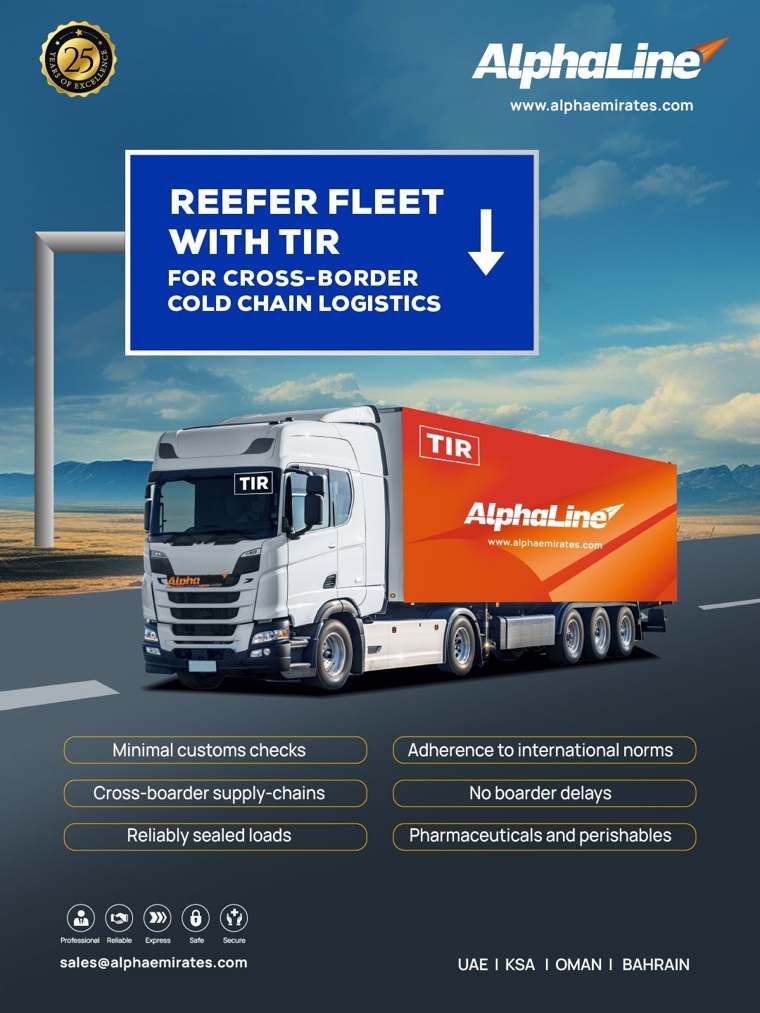 25
YEARS OF EXCELLENCE
AlphaLine
www.alphaemirates.com
REEFER FLEET
WITH TIR
FOR CROSS-BORDER
COLD CHAIN LOGISTICS
TIR
TIR
AlphaLine
www.alphaemirates.com
Alpha
Minimal customs checks
Adherence to international norms
Cross-boarder supply-chains
No boarder delays
Reliably sealed loads
Pharmaceuticals and perishables
Professional Reliable Express Safe Secure
sales@alphaemirates.com
UAE | KSA | OMAN | BAHRAIN